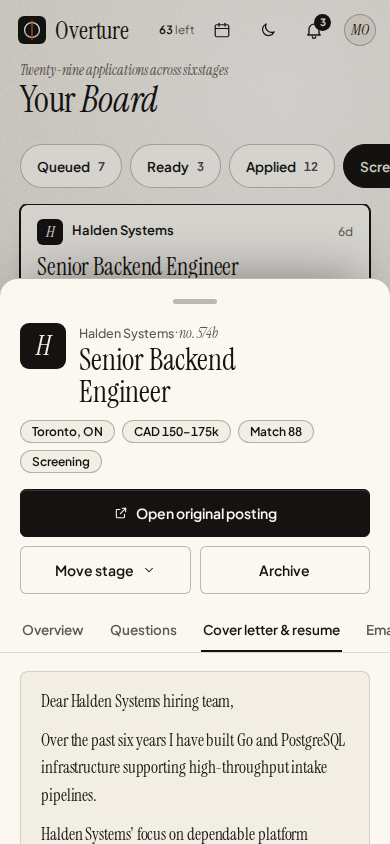 Overture
63 left
3
MO
Twenty-nine applications across six stages
Your Board
Queued 7
Ready 3
Applied 12
Scre
H
Halden Systems
6d
Senior Backend Engineer
H
Halden Systems · no. 574b
Senior Backend
Engineer
Toronto, ON
CAD 150–175k
Match 88
Screening
Open original posting
Move stage
Archive
Overview
Questions
Cover letter & resume
Ema
Dear Halden Systems hiring team,
Over the past six years I have built Go and PostgreSQL
infrastructure supporting high-throughput intake
pipelines.
Halden Systems' focus on dependable platform